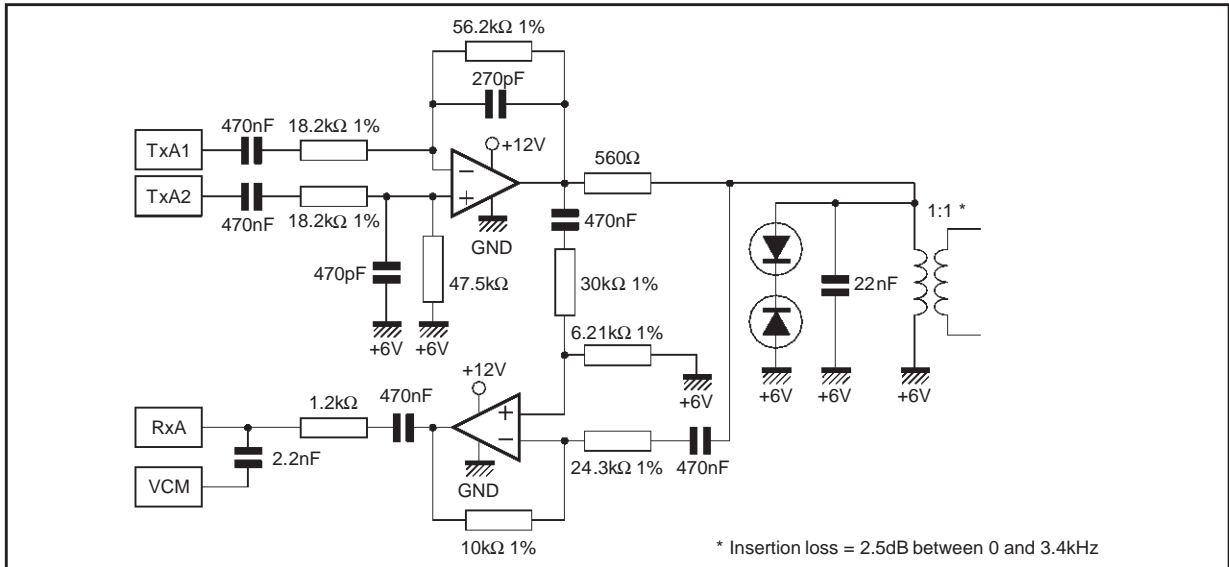 56.2kΩ 1%
270pF
470nF
18.2kΩ 1%
TxA1
+12V
560Ω
TxA2
470nF
18.2kΩ 1%
GND
470nF
1:1 *
470pF
47.5kΩ
30kΩ 1%
22nF
+6V
+6V
6.21kΩ 1%
+12V
+6V
+6V
+6V
+6V
1.2kΩ
470nF
RxA
2.2nF
24.3kΩ 1%
470nF
VCM
GND
10kΩ 1%
* Insertion loss = 2.5dB between 0 and 3.4kHz